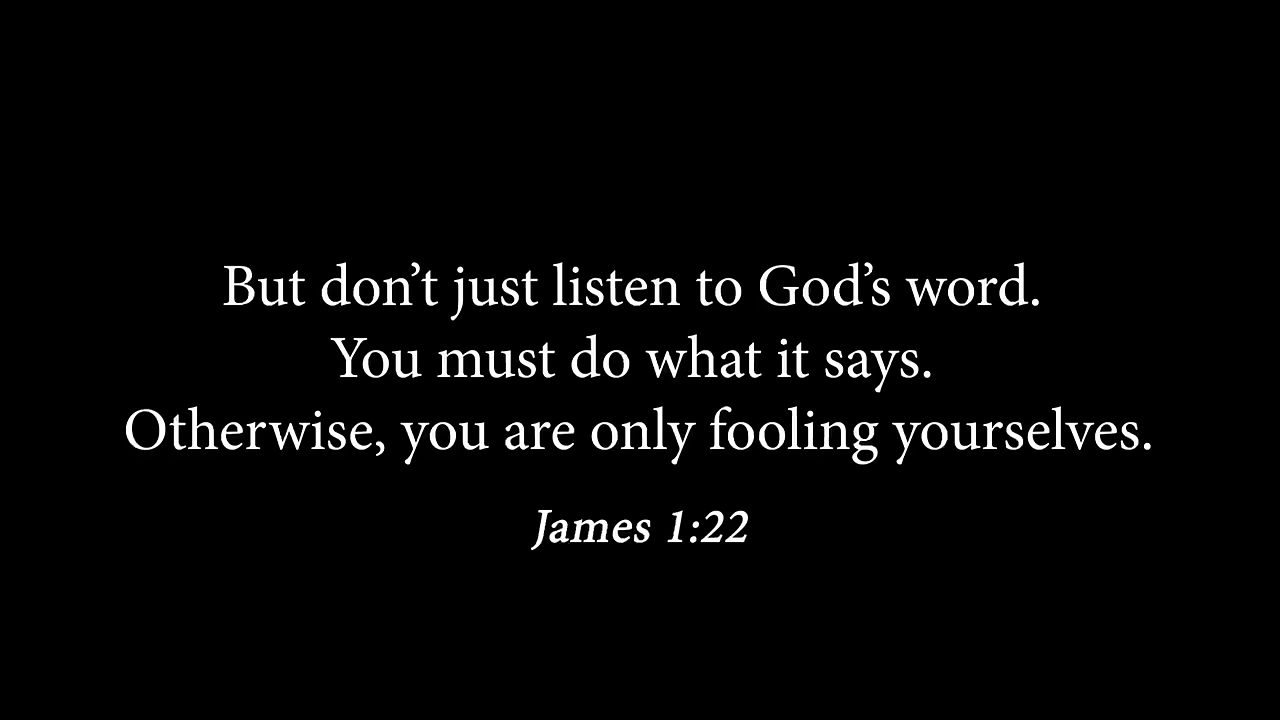 But don’t just listen to God’s word.
You must do what it says.
Otherwise, you are only fooling yourselves.
James 1:22